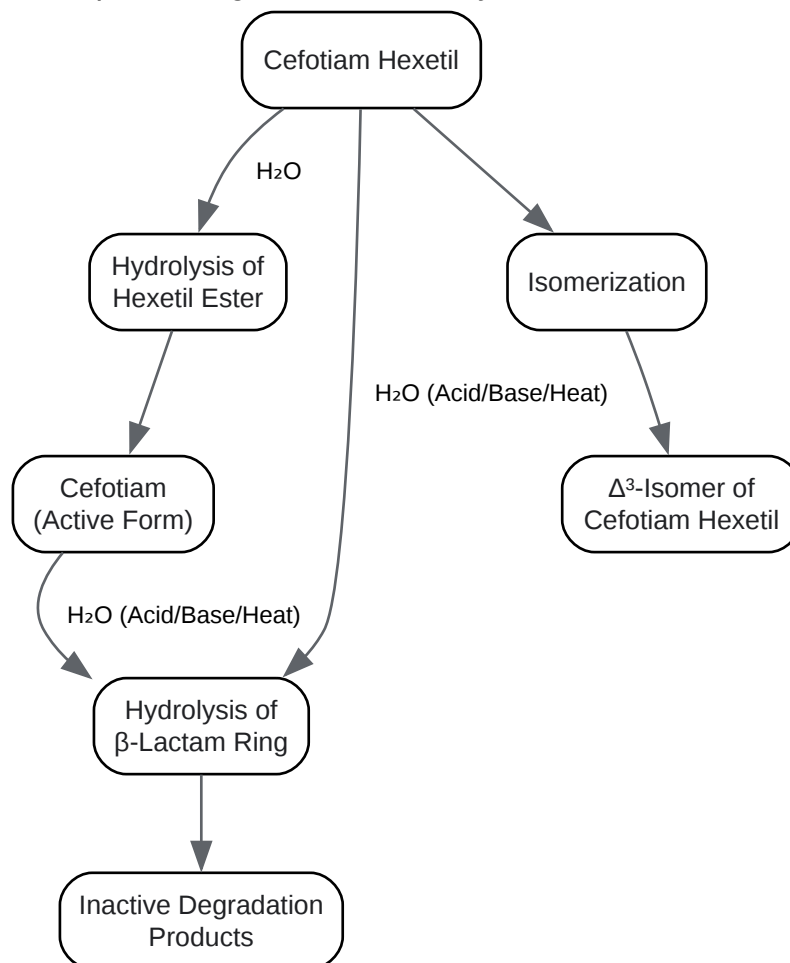 Cefotiam Hexetil
H₂O
Hydrolysis of
Hexetil Ester
Isomerization
H₂O (Acid/Base/Heat)
Cefotiam
(Active Form)
Δ³-Isomer of
Cefotiam Hexetil
H₂O (Acid/Base/Heat)
Hydrolysis of
β-Lactam Ring
Inactive Degradation
Products